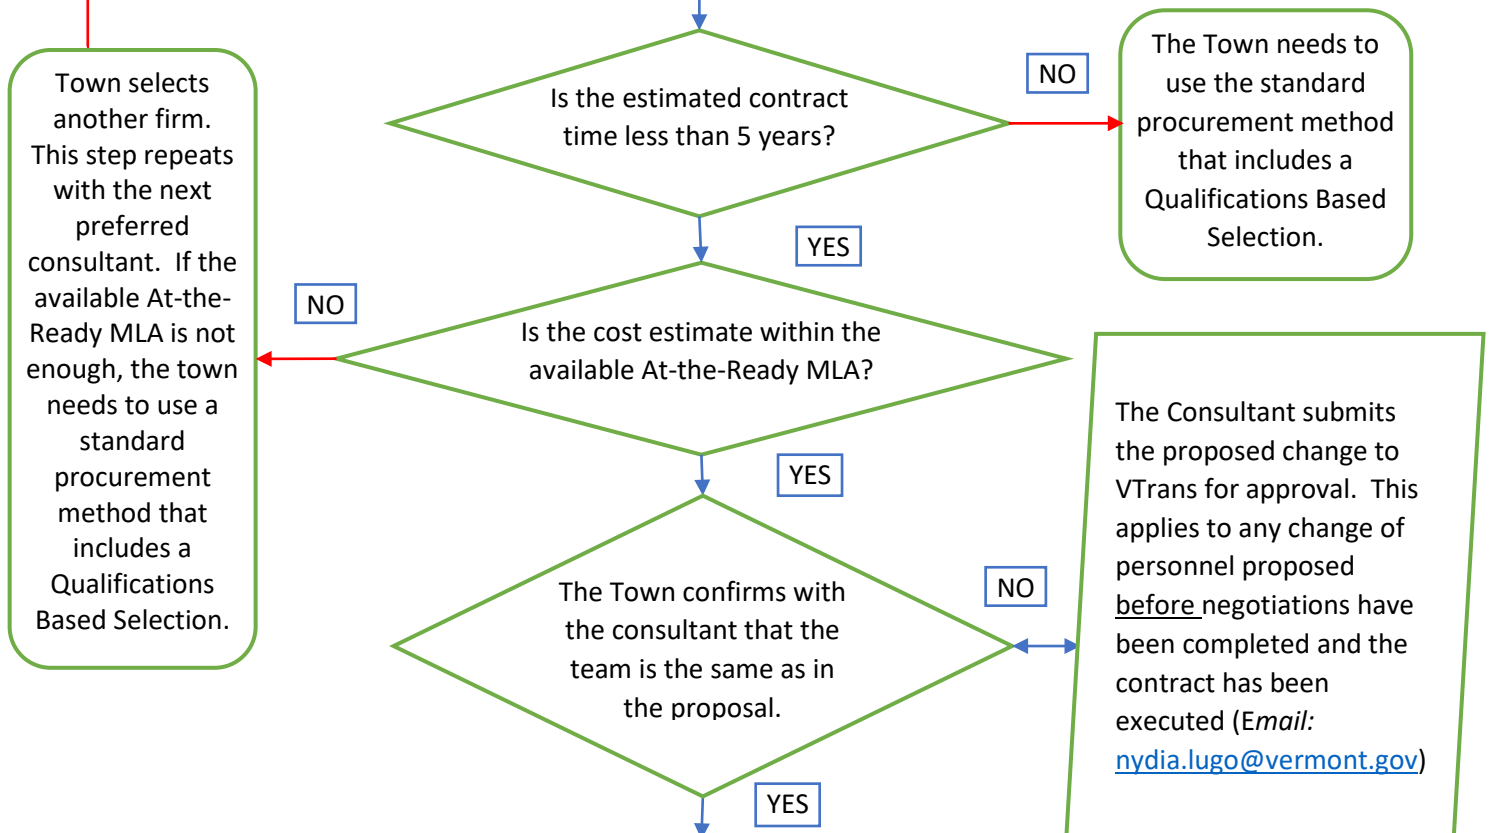 Town selects
another firm.
This step repeats
with the next
preferred
consultant.  If the
available At-the-
Ready MLA is not
enough, the town
needs to use a
standard
procurement
method that
includes a
Qualifications
Based Selection.
Is the estimated contract
time less than 5 years?
NO
The Town needs to
use the standard
procurement method
that includes a
Qualifications Based
Selection.
YES
NO
Is the cost estimate within the
available At-the-Ready MLA?
YES
The Town confirms with
the consultant that the
team is the same as in
the proposal.
NO
The Consultant submits
the proposed change to
VTrans for approval.  This
applies to any change of
personnel proposed
before negotiations have
been completed and the
contract has been
executed (Email:
nydia.lugo@vermont.gov)
YES